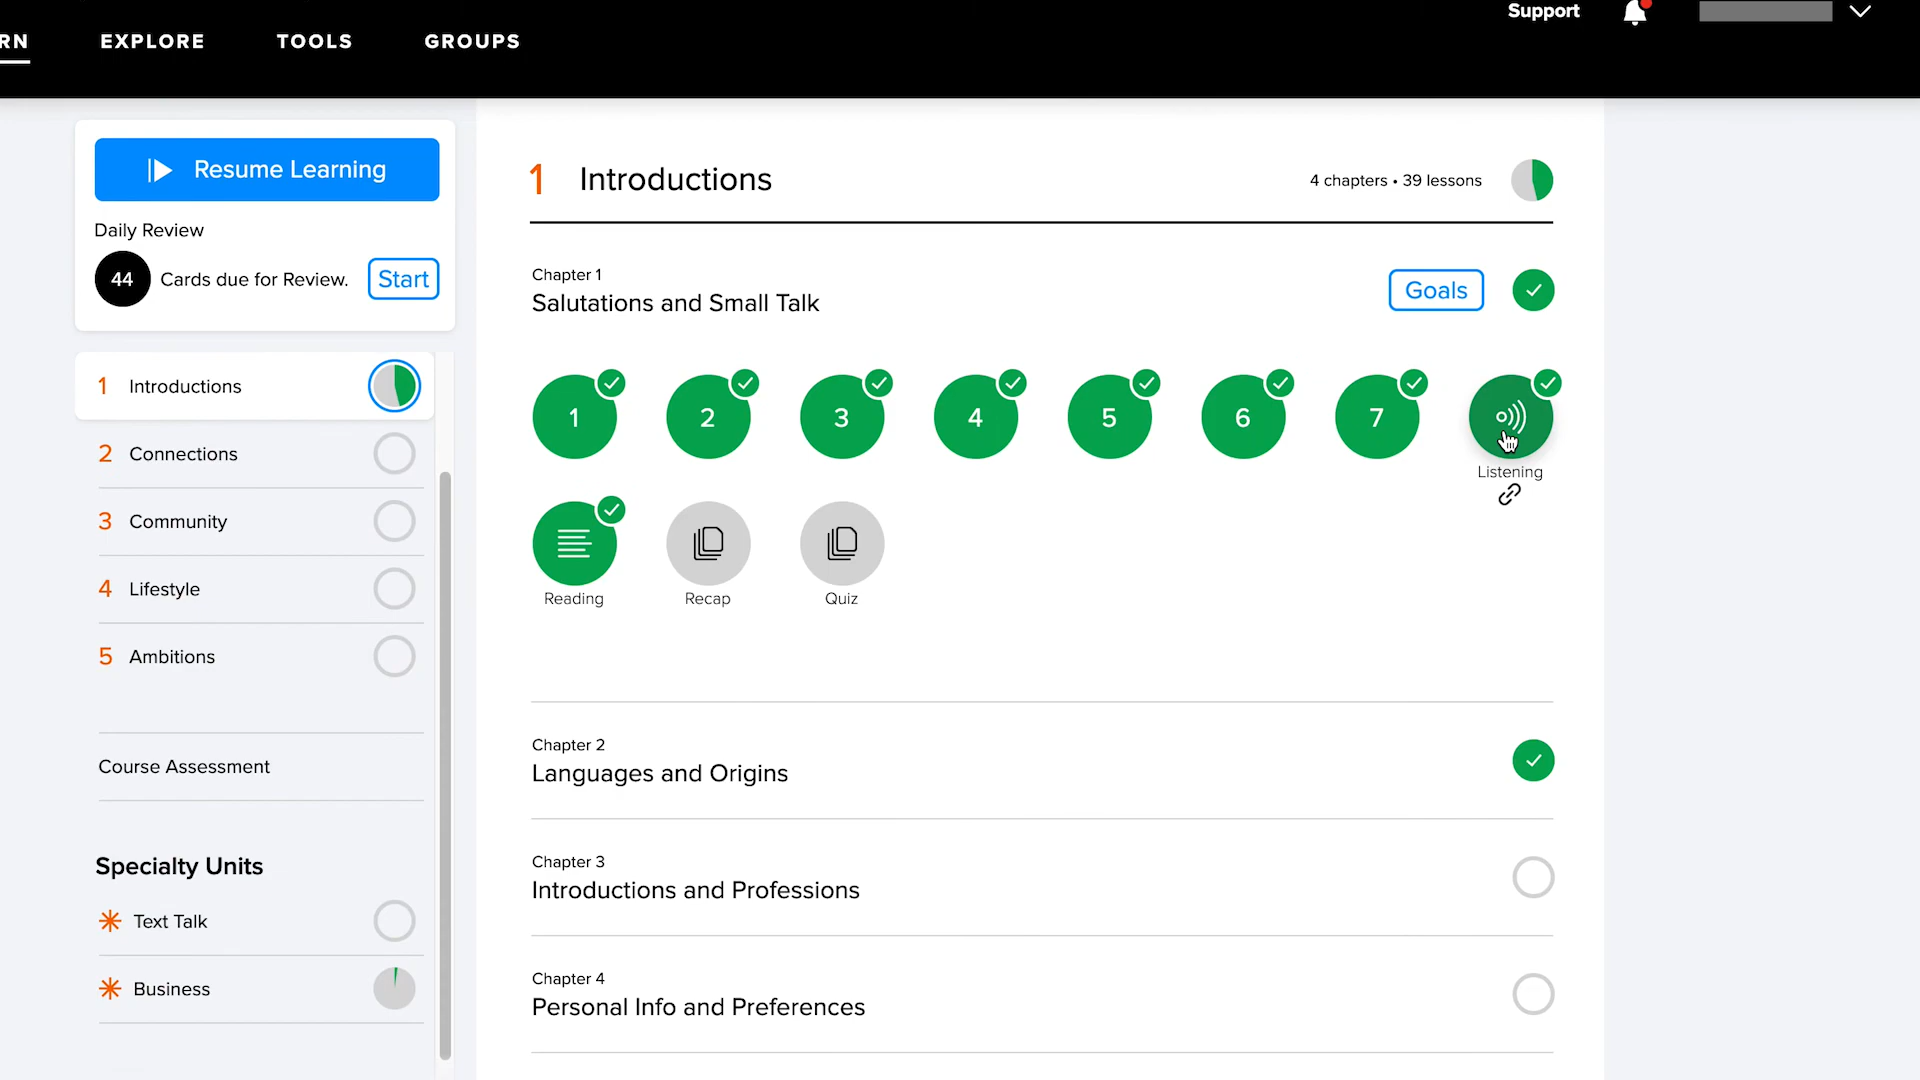 RN
EXPLORE
TOOLS
GROUPS
Support
Resume Learning
Daily Review
44
Cards due for Review.
Start
1 Introductions
2 Connections
3 Community
4 Lifestyle
5 Ambitions
Course Assessment
Specialty Units
Text Talk
Business
1 Introductions
4 chapters • 39 lessons
Chapter 1
Salutations and Small Talk
Goals
1
2
3
4
5
6
7
Listening
Reading
Recap
Quiz
Chapter 2
Languages and Origins
Chapter 3
Introductions and Professions
Chapter 4
Personal Info and Preferences